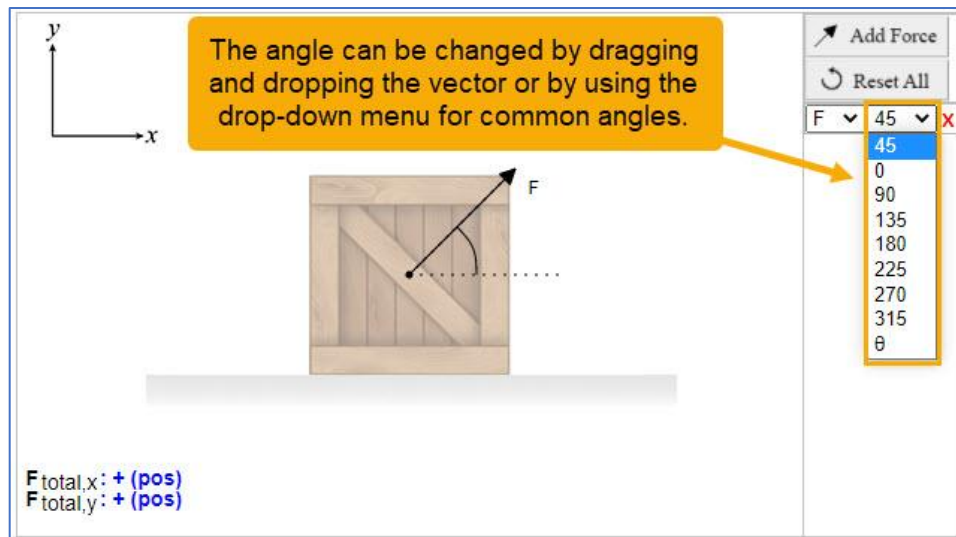 y
The angle can be changed by dragging
and dropping the vector or by using the
drop-down menu for common angles.
x
Add Force
Reset All
F 45 x
45
0
90
135
180
225
270
315
θ
F
Ftotal,x: + (pos)
Ftotal,y: + (pos)